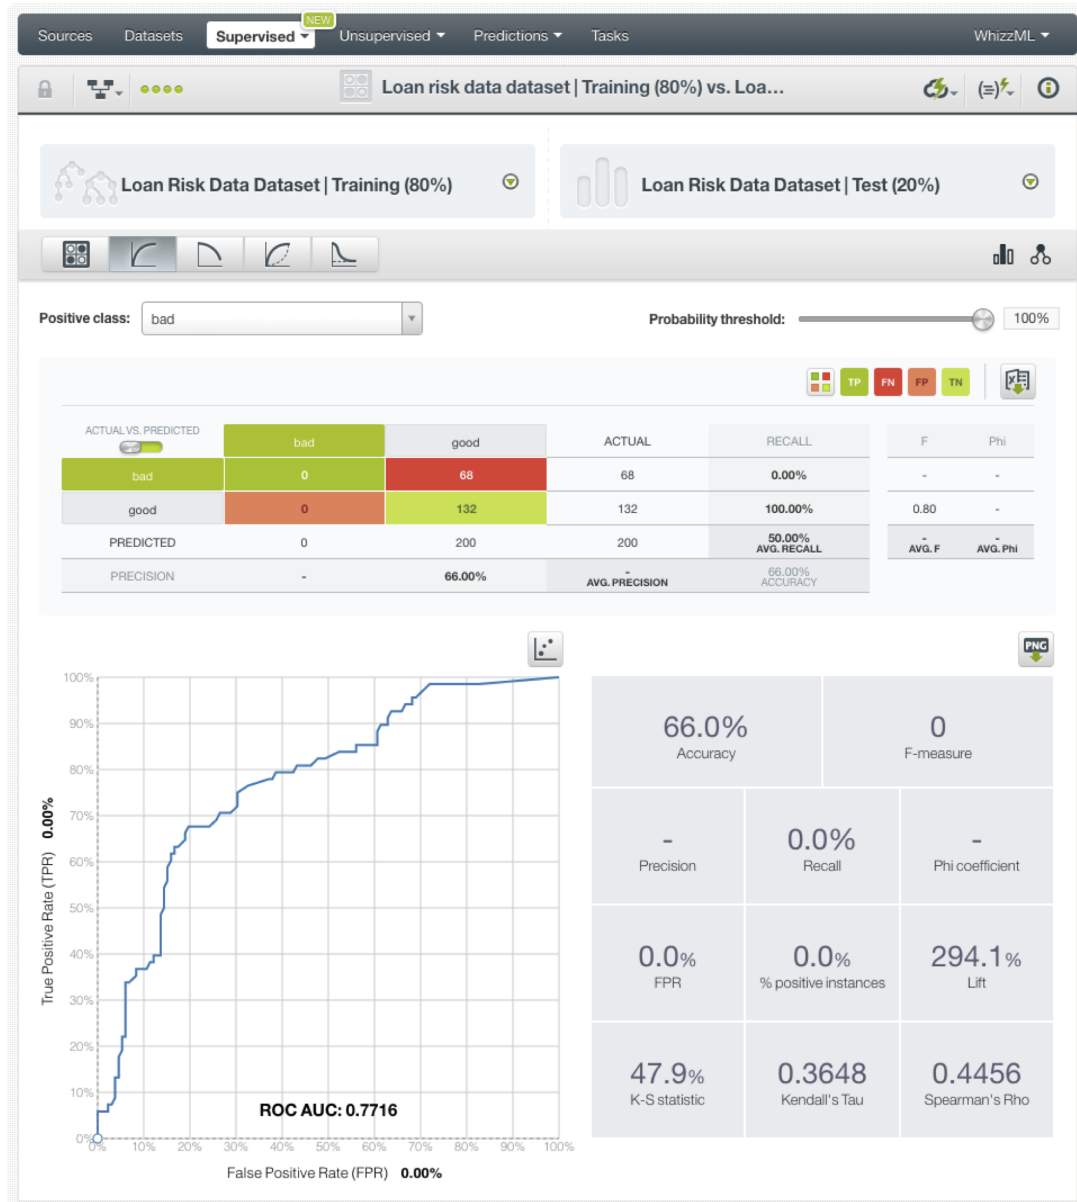 NEW
Sources Datasets Supervised Unsupervised Predictions Tasks WhizzML
Loan risk data dataset | Training (80%) vs. Loa...
Loan Risk Data Dataset | Training (80%) Loan Risk Data Dataset | Test (20%)
Positive class: bad Probability threshold: 100%
TP FN FP TN
ACTUAL VS. PREDICTED bad good ACTUAL RECALL F Phi
bad 0 68 68 0.00% - -
good 0 132 132 100.00% 0.80 -
PREDICTED 0 200 200 50.00% - -
AVG. RECALL AVG. F AVG. Phi
PRECISION - 66.00% - 66.00%
AVG. PRECISION ACCURACY
PNG
100%
90%
80%
70%
60%
50%
40%
30%
20%
10%
0%
True Positive Rate (TPR) 0.00%
ROC AUC: 0.7716
0% 10% 20% 30% 40% 50% 60% 70% 80% 90% 100%
False Positive Rate (FPR) 0.00%
66.0% 0
Accuracy F-measure
- 0.0% -
Precision Recall Phi coefficient
0.0% 0.0% 294.1%
FPR % positive instances Lift
47.9% 0.3648 0.4456
K-S statistic Kendall's Tau Spearman's Rho